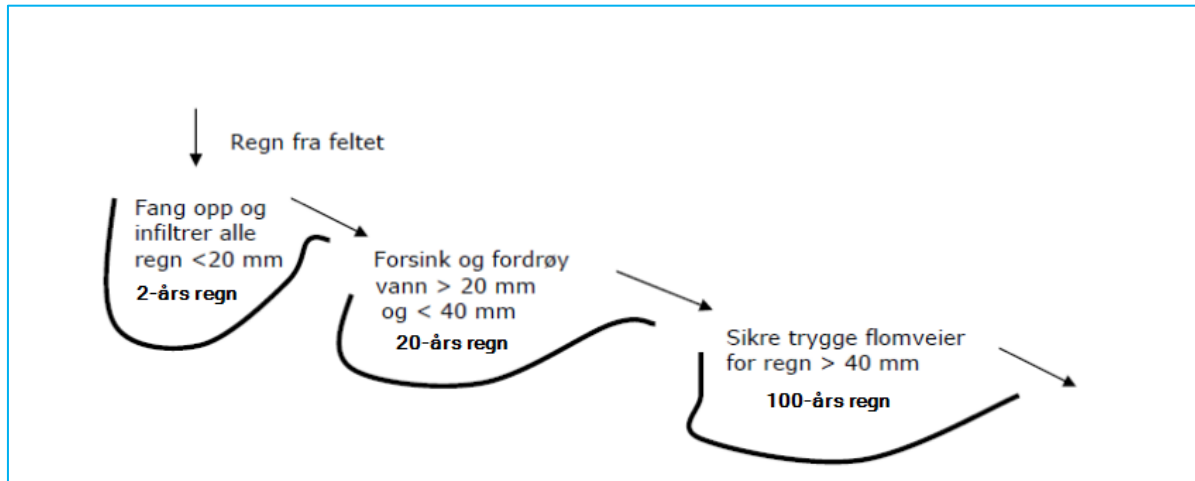 Regn fra feltet
Fang opp og
infiltrer alle
regn <20 mm
2-års regn
Forsink og fordrøy
vann > 20 mm
og < 40 mm
20-års regn
Sikre trygge flomveier
for regn > 40 mm
100-års regn